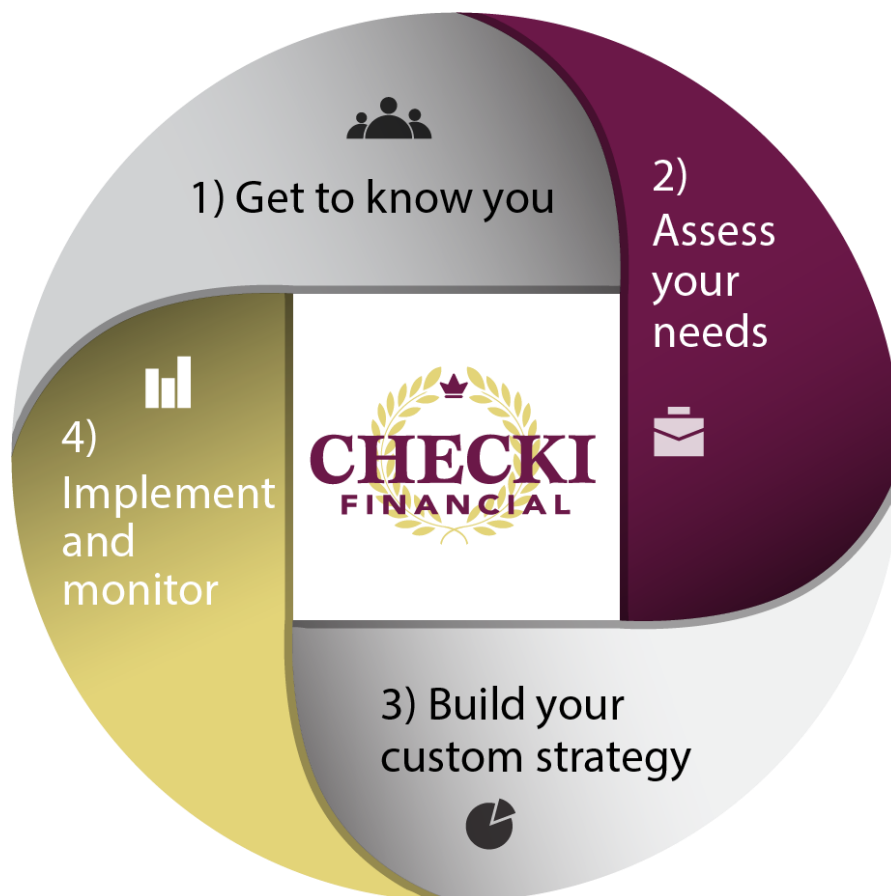 1) Get to know you
2)
Assess
your
needs
3) Build your
custom strategy
4)
Implement
and
monitor
CHECKI
FINANCIAL